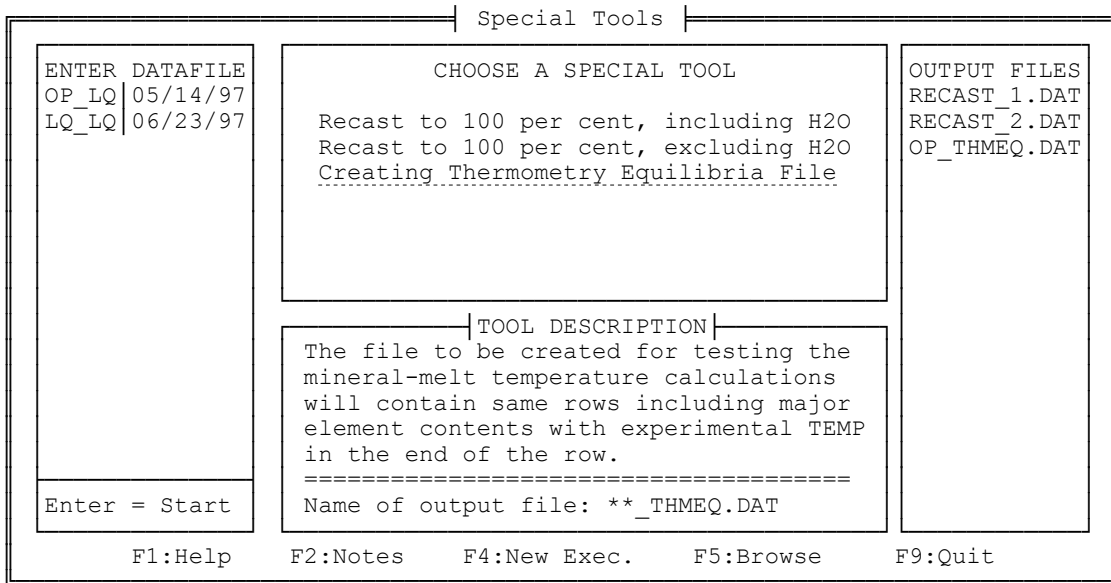 Special Tools
ENTER DATAFILE
OP_LQ|05/14/97
LQ_LQ|06/23/97
Enter = Start
CHOOSE A SPECIAL TOOL
Recast to 100 per cent, including H2O
Recast to 100 per cent, excluding H2O
Creating Thermometry Equilibria File
TOOL DESCRIPTION
The file to be created for testing the
mineral-melt temperature calculations
will contain same rows including major
element contents with experimental TEMP
in the end of the row.
======================================
Name of output file: **_THMEQ.DAT
OUTPUT FILES
RECAST_1.DAT
RECAST_2.DAT
OP_THMEQ.DAT
F1:Help F2:Notes F4:New Exec. F5:Browse F9:Quit